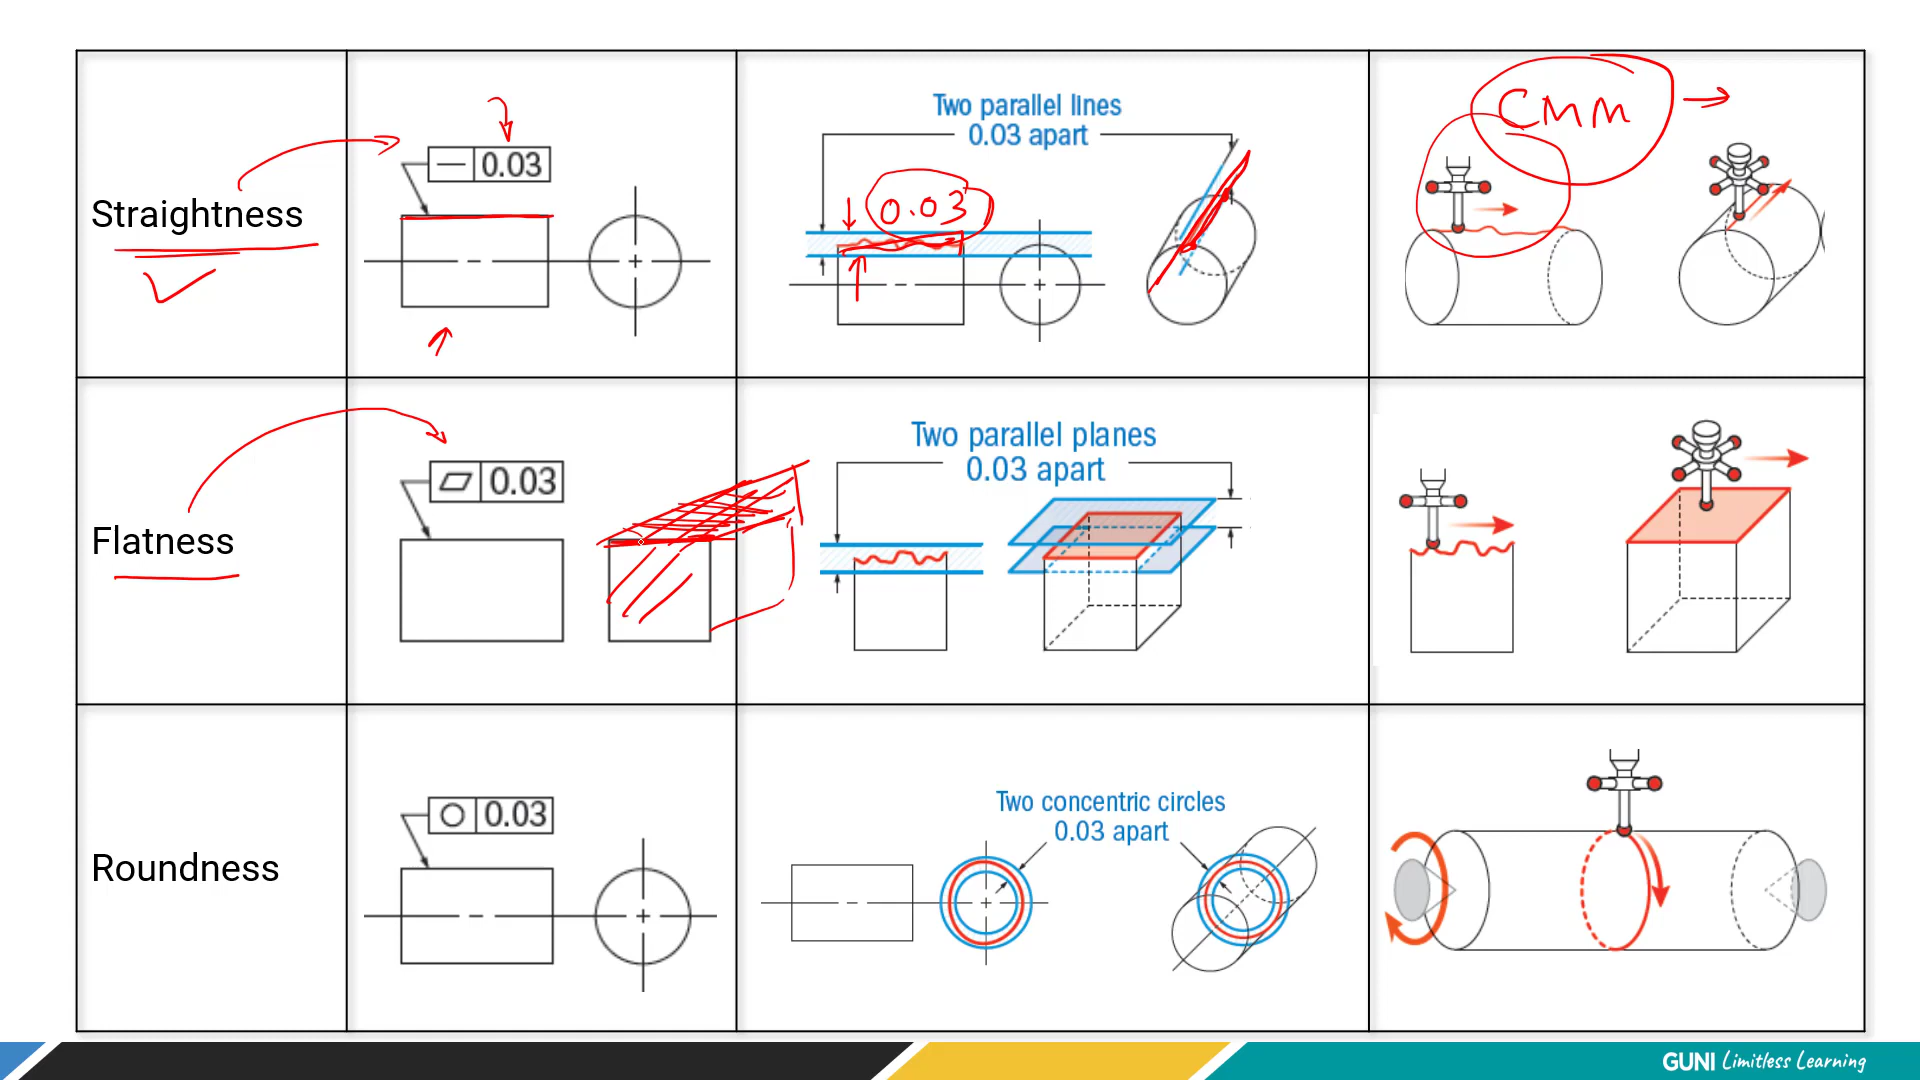 Straightness
0.03
Two parallel lines
0.03 apart
0.03
CMM
Flatness
0.03
Two parallel planes
0.03 apart
Roundness
0.03
Two concentric circles
0.03 apart
GUNI Limitless Learning